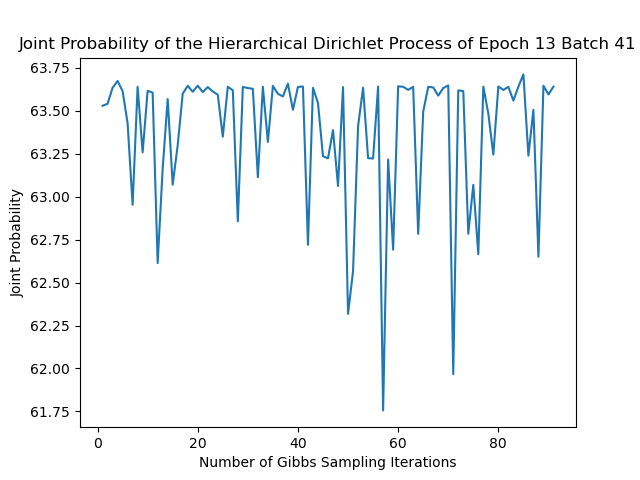 Joint Probability of the Hierarchical Dirichlet Process of Epoch 13 Batch 41
63.75
63.50
63.25
63.00
62.75
62.50
62.25
62.00
61.75
Joint Probability
0 20 40 60 80
Number of Gibbs Sampling Iterations